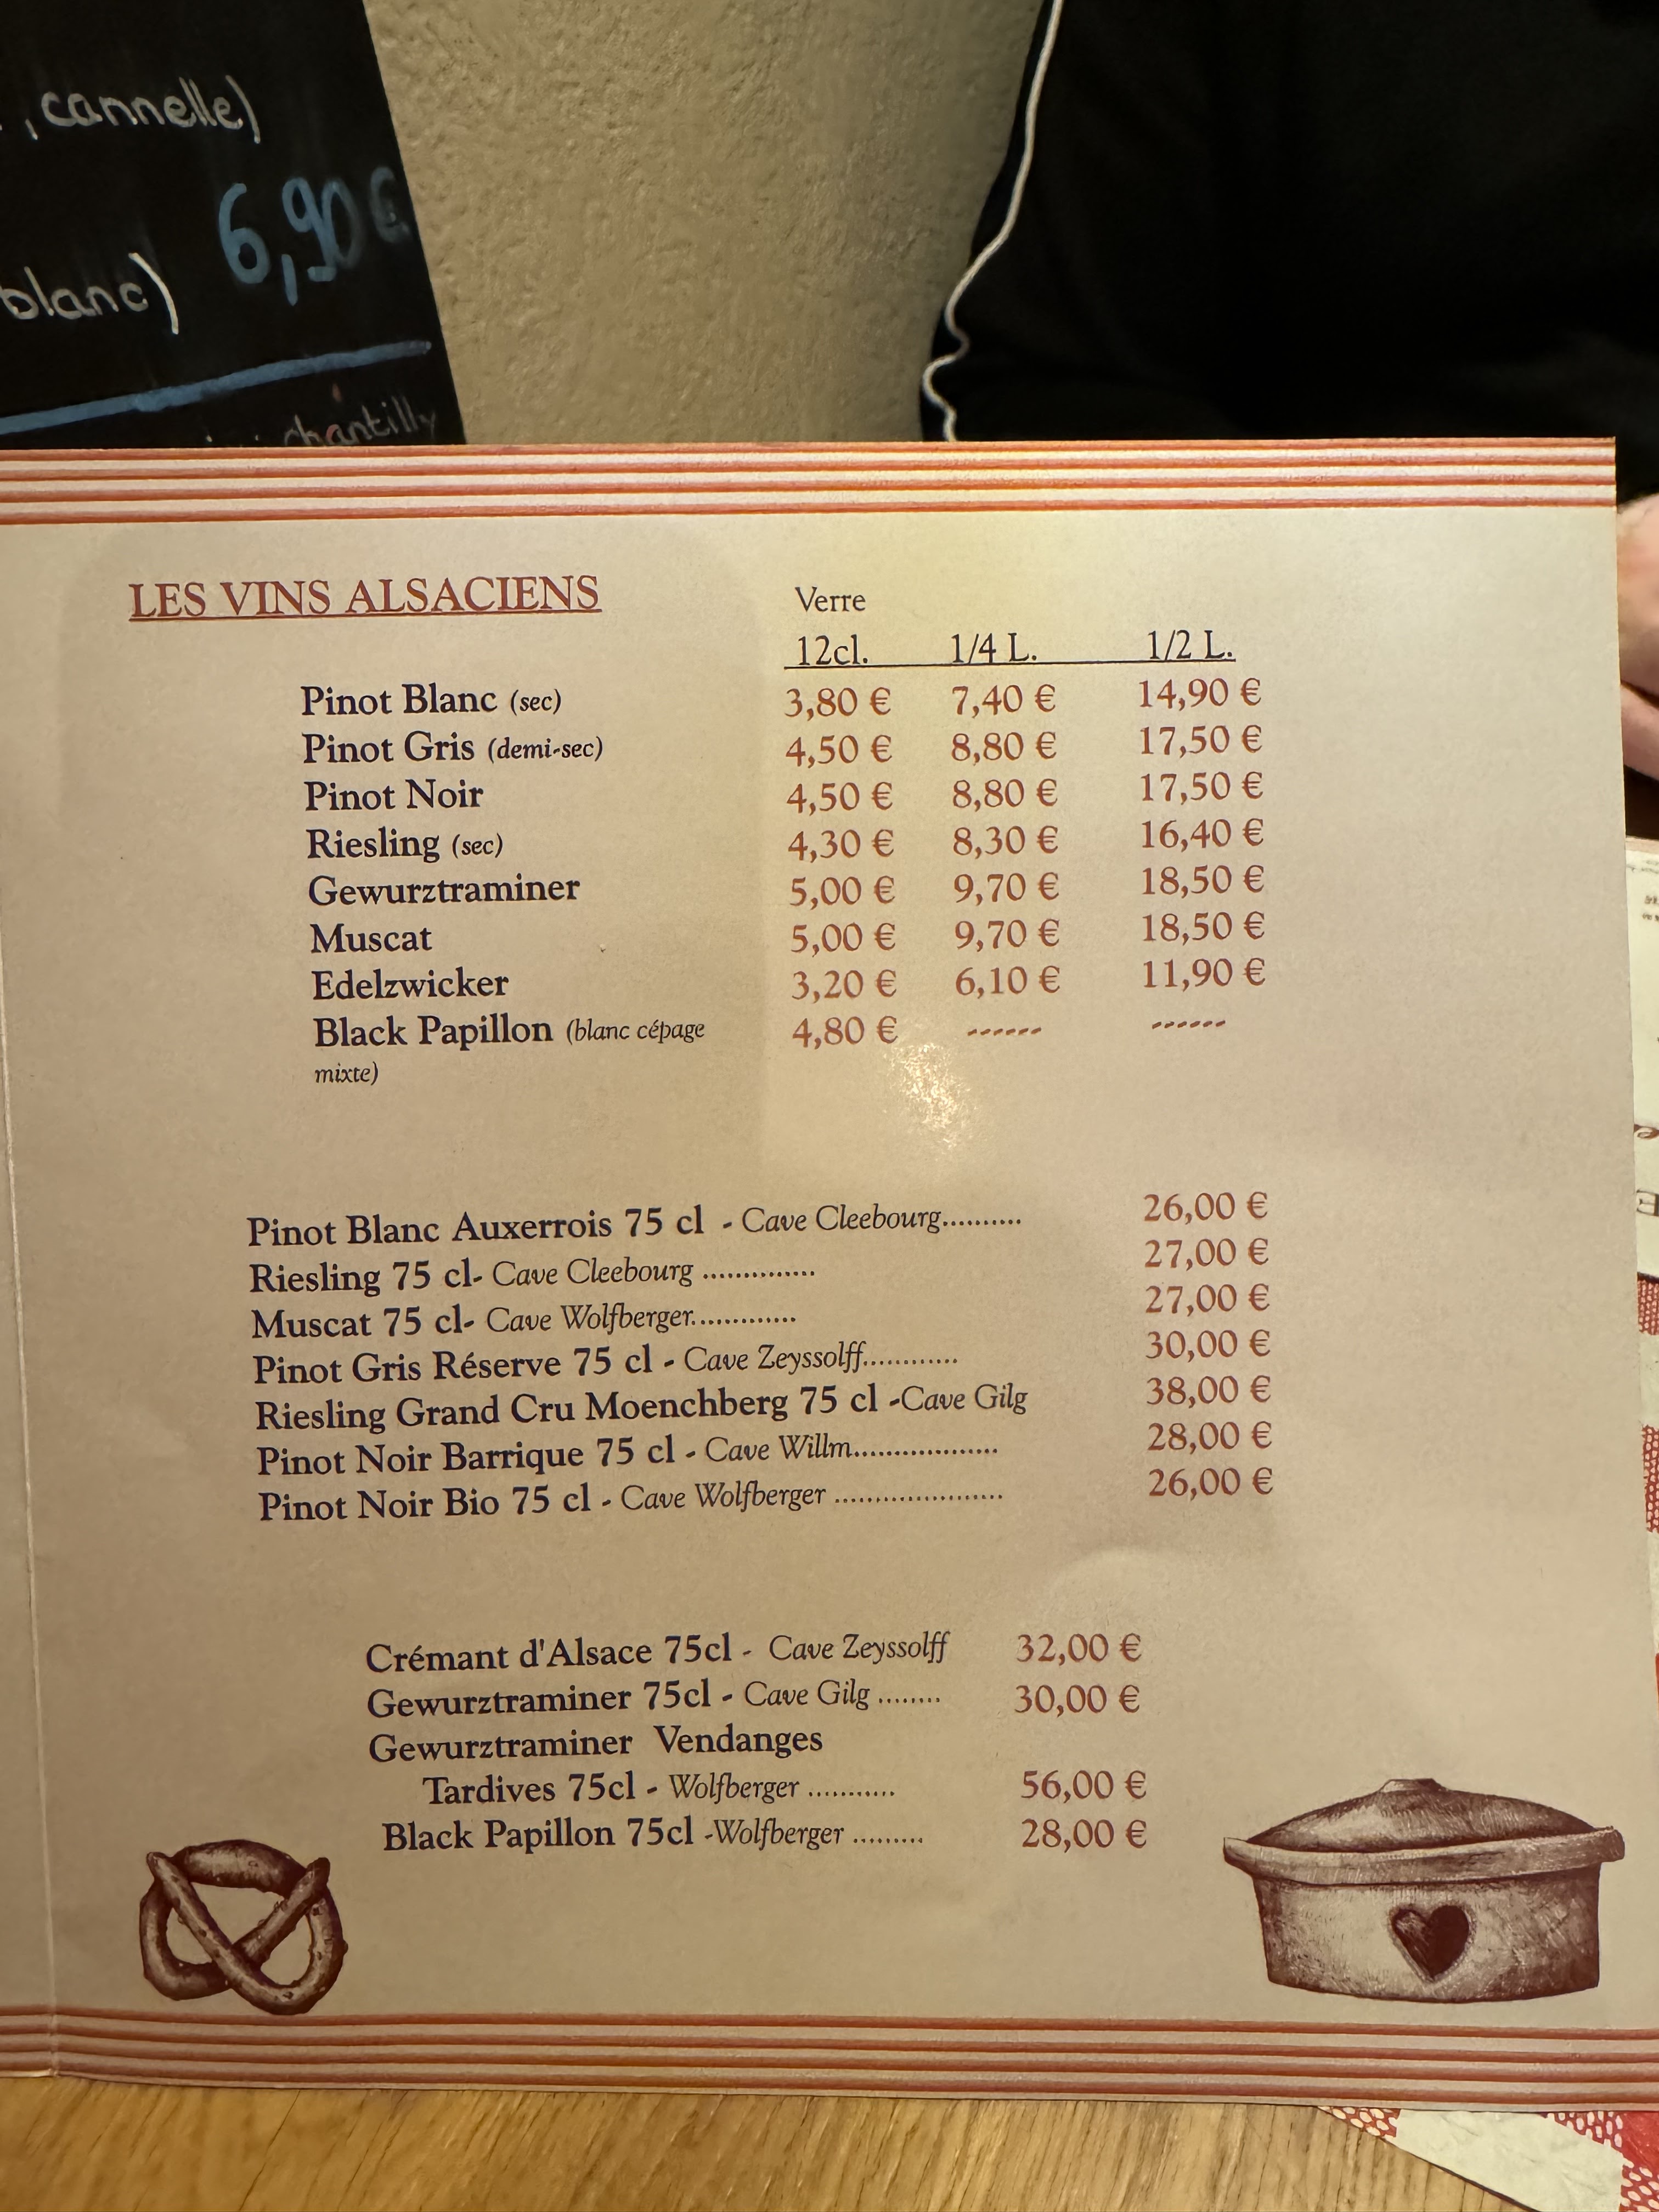 , cannelle)
6,90 €
blanc)
chantilly
LES VINS ALSACIENS
Verre
12cl. 1/4 L. 1/2 L.
Pinot Blanc (sec) 3,80 € 7,40 € 14,90 €
Pinot Gris (demi-sec) 4,50 € 8,80 € 17,50 €
Pinot Noir 4,50 € 8,80 € 17,50 €
Riesling (sec) 4,30 € 8,30 € 16,40 €
Gewurztraminer 5,00 € 9,70 € 18,50 €
Muscat 5,00 € 9,70 € 18,50 €
Edelzwicker 3,20 € 6,10 € 11,90 €
Black Papillon (blanc cépage 4,80 € ------ ------
mixte)
Pinot Blanc Auxerrois 75 cl - Cave Cleebourg.......... 26,00 €
Riesling 75 cl- Cave Cleebourg .............. 27,00 €
Muscat 75 cl- Cave Wolfberger............. 27,00 €
Pinot Gris Réserve 75 cl - Cave Zeyssolff............ 30,00 €
Riesling Grand Cru Moenchberg 75 cl -Cave Gilg 38,00 €
Pinot Noir Barrique 75 cl - Cave Willm.................. 28,00 €
Pinot Noir Bio 75 cl - Cave Wolfberger ..................... 26,00 €
Crémant d'Alsace 75cl - Cave Zeyssolff 32,00 €
Gewurztraminer 75cl - Cave Gilg ........ 30,00 €
Gewurztraminer Vendanges
Tardives 75cl - Wolfberger ........... 56,00 €
Black Papillon 75cl -Wolfberger ......... 28,00 €